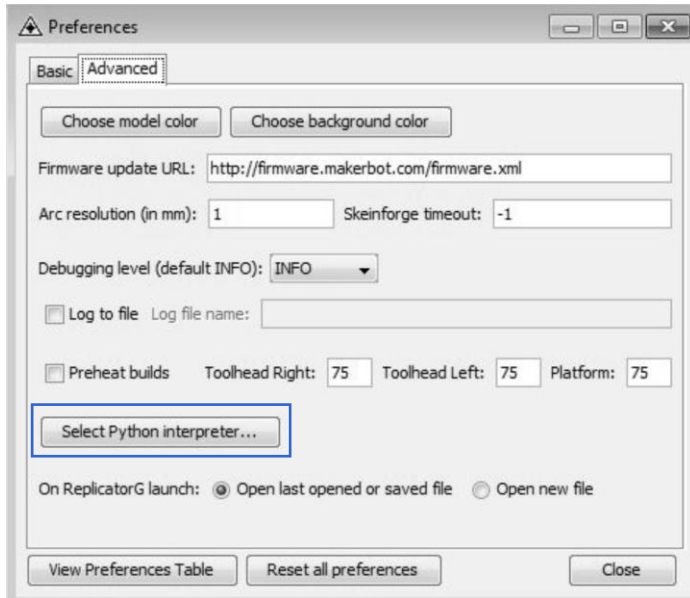 Preferences
Basic Advanced
Choose model color Choose background color
Firmware update URL: http://firmware.makerbot.com/firmware.xml
Arc resolution (in mm): 1 Skeinforge timeout: -1
Debugging level (default INFO): INFO
Log to file Log file name:
Preheat builds Toolhead Right: 75 Toolhead Left: 75 Platform: 75
Select Python interpreter...
On ReplicatorG launch: Open last opened or saved file Open new file
View Preferences Table Reset all preferences Close